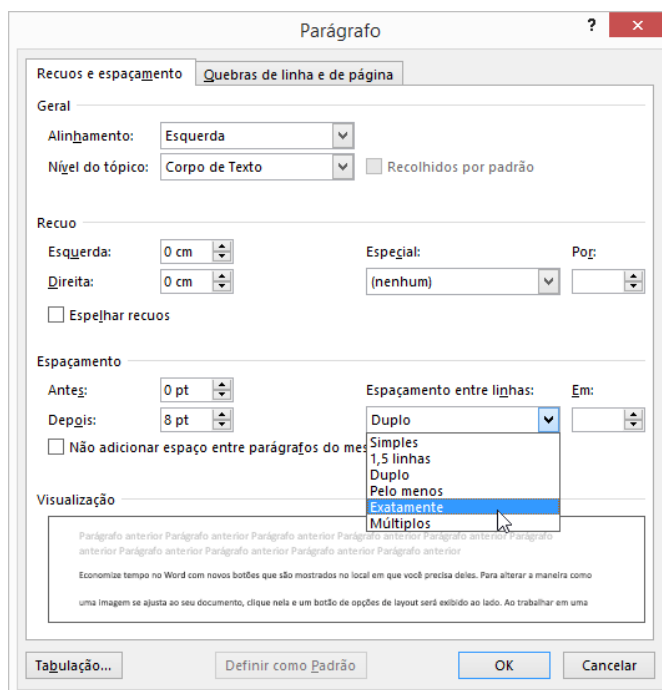 Parágrafo
Recuos e espaçamento Quebras de linha e de página
Geral
Alinhamento: Esquerda
Nível do tópico: Corpo de Texto Recolhidos por padrão
Recuo
Esquerda: 0 cm Especial: Por:
Direita: 0 cm (nenhum)
Espelhar recuos
Espaçamento
Antes: 0 pt Espaçamento entre linhas: Em:
Depois: 8 pt Duplo
Não adicionar espaço entre parágrafos do mes
Simples
1,5 linhas
Duplo
Pelo menos
Exatamente
Múltiplos
Visualização
Parágrafo anterior Parágrafo anterior Parágrafo anterior Parágrafo anterior Parágrafo anterior Parágrafo
anterior Parágrafo anterior Parágrafo anterior Parágrafo anterior Parágrafo anterior
Economize tempo no Word com novos botões que são mostrados no local em que você precisa deles. Para alterar a maneira como
uma imagem se ajusta ao seu documento, clique nela e um botão de opções de layout será exibido ao lado. Ao trabalhar em uma
Tabulação... Definir como Padrão OK Cancelar